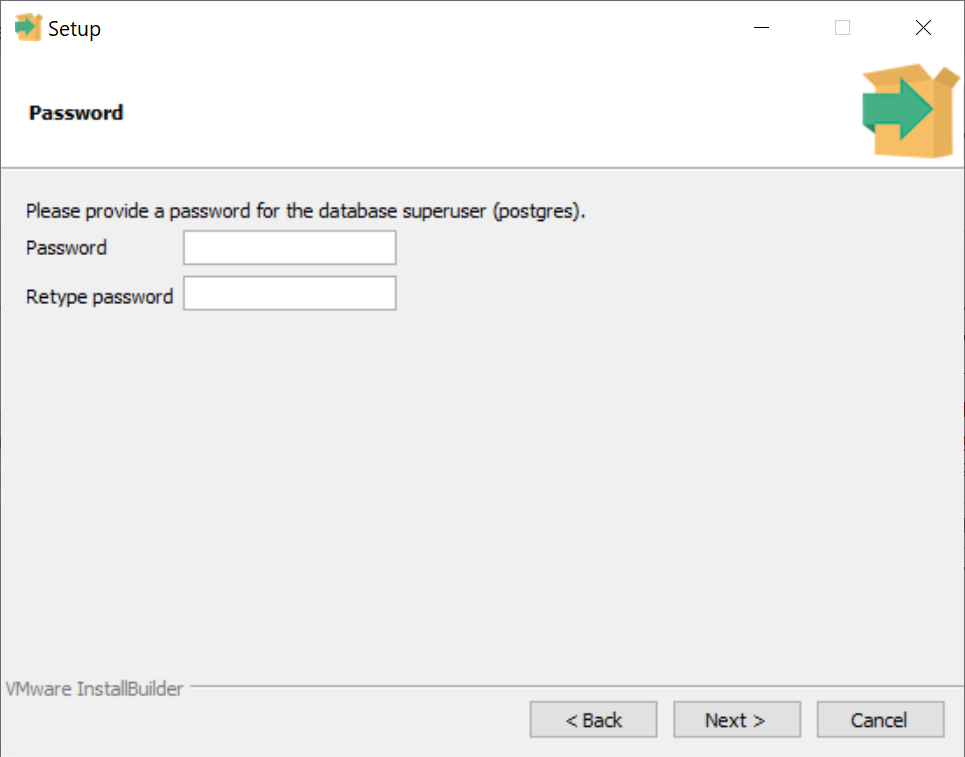 Setup
Password
Please provide a password for the database superuser (postgres).
Password
Retype password
VMware InstallBuilder
< Back
Next >
Cancel